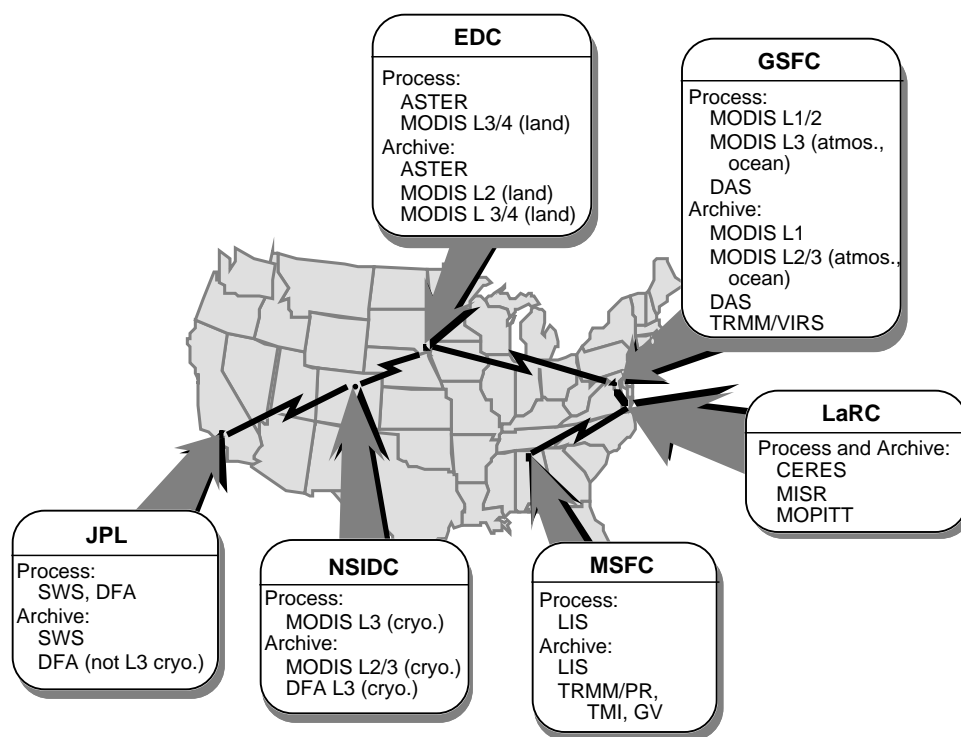 EDC
Process:
ASTER
MODIS L3/4 (land)
Archive:
ASTER
MODIS L2 (land)
MODIS L 3/4 (land)
GSFC
Process:
MODIS L1/2
MODIS L3 (atmos.,
ocean)
DAS
Archive:
MODIS L1
MODIS L2/3 (atmos.,
ocean)
DAS
TRMM/VIRS
LaRC
Process and Archive:
CERES
MISR
MOPITT
JPL
Process:
SWS, DFA
Archive:
SWS
DFA (not L3 cryo.)
NSIDC
Process:
MODIS L3 (cryo.)
Archive:
MODIS L2/3 (cryo.)
DFA L3 (cryo.)
MSFC
Process:
LIS
Archive:
LIS
TRMM/PR,
TMI, GV